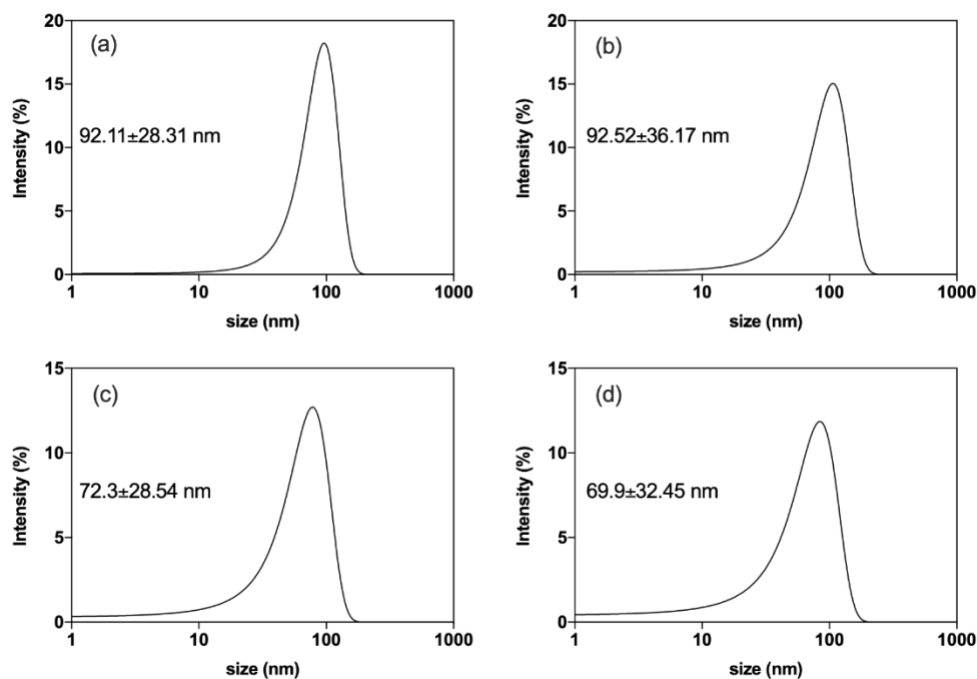 (a)
92.11±28.31 nm
Intensity (%)
20
15
10
5
0
1
10
100
1000
size (nm)
(b)
92.52±36.17 nm
Intensity (%)
20
15
10
5
0
1
10
100
1000
size (nm)
(c)
72.3±28.54 nm
Intensity (%)
15
10
5
0
1
10
100
1000
size (nm)
(d)
69.9±32.45 nm
Intensity (%)
15
10
5
0
1
10
100
1000
size (nm)